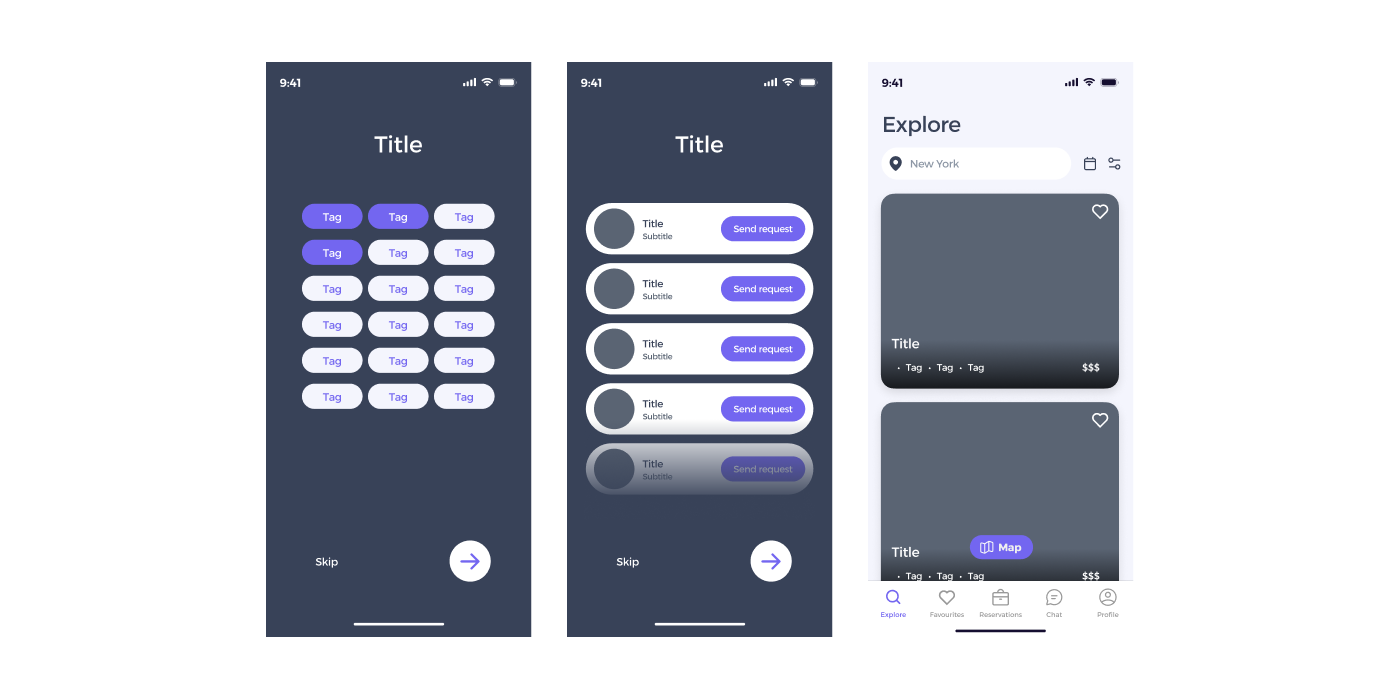 9:41
Title
Tag Tag Tag
Tag Tag Tag
Tag Tag Tag
Tag Tag Tag
Tag Tag Tag
Tag Tag Tag
Skip
9:41
Title
Title
Subtitle
Send request
Title
Subtitle
Send request
Title
Subtitle
Send request
Title
Subtitle
Send request
Title
Subtitle
Send request
Skip
9:41
Explore
New York
Title
• Tag • Tag • Tag $$$
Title
Map
• Tag • Tag • Tag $$$
Explore Favourites Reservations Chat Profile